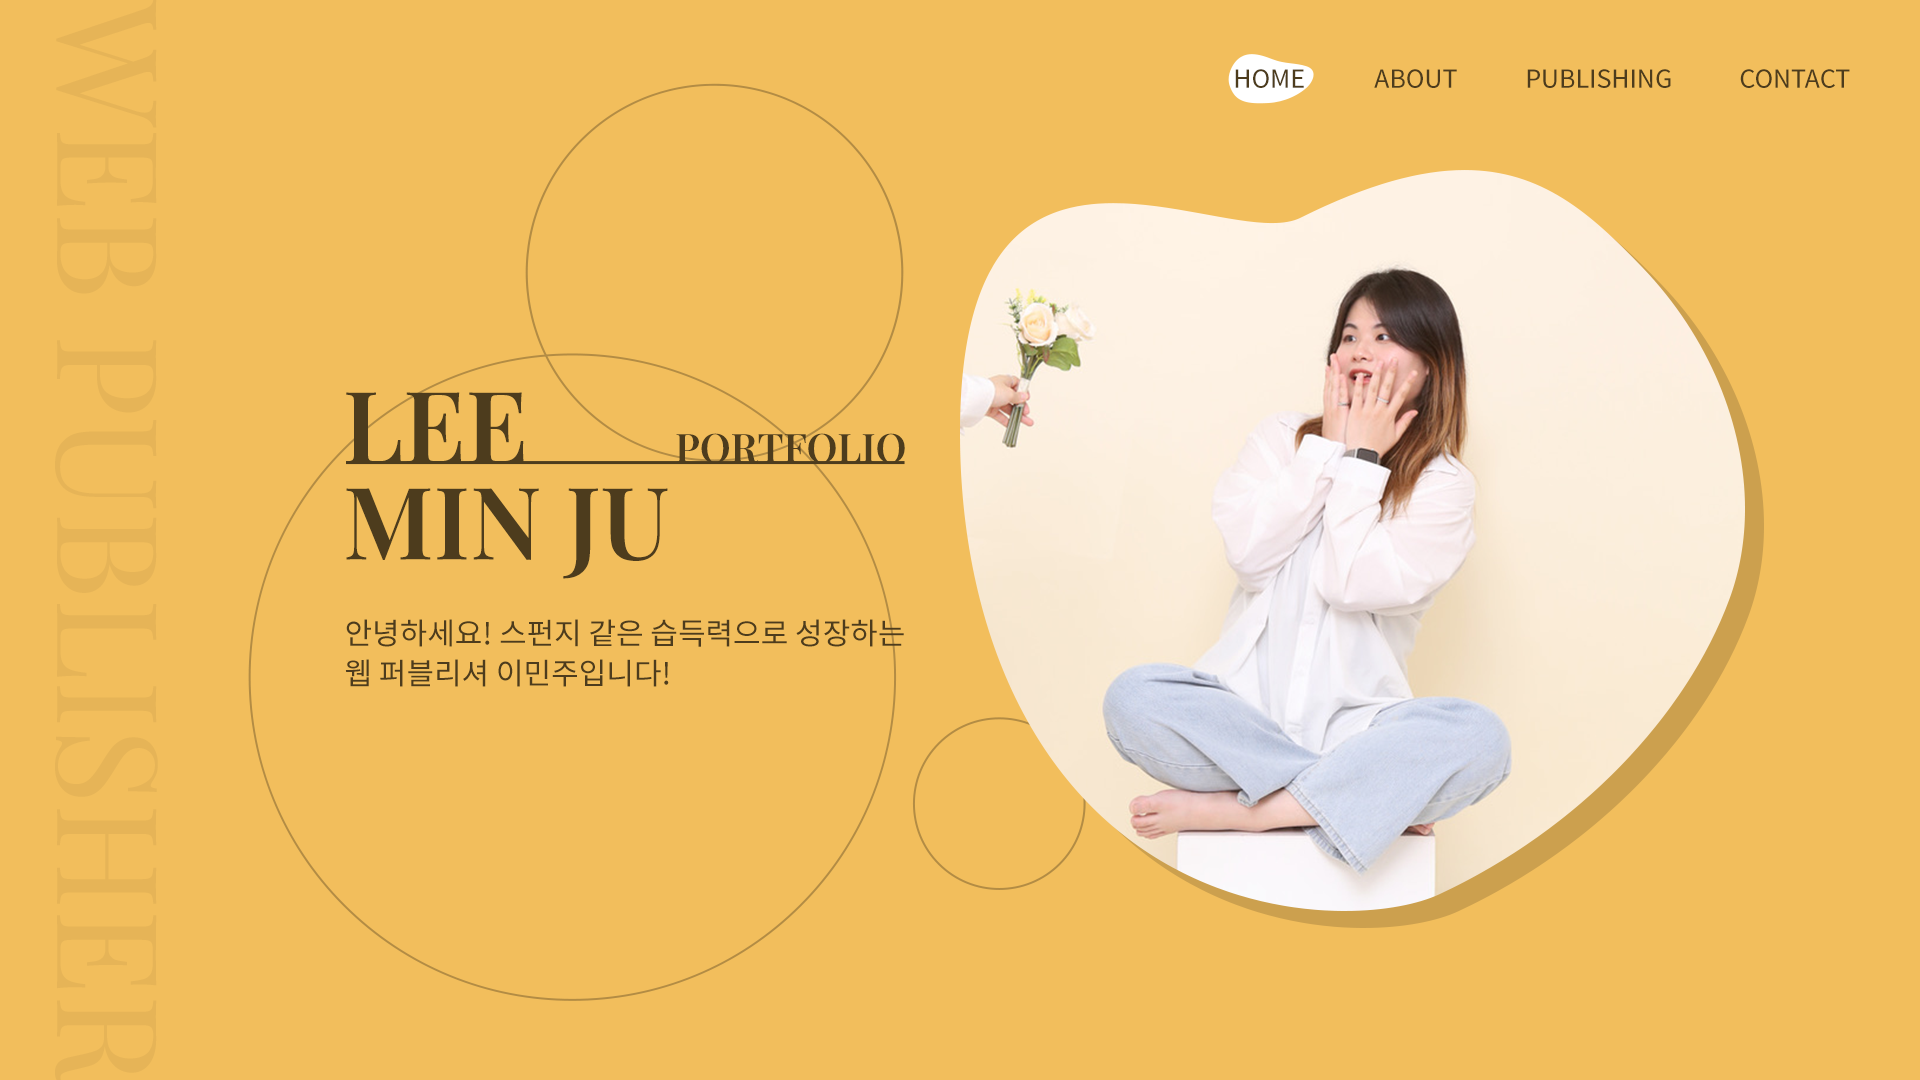 HOME ABOUT PUBLISHING CONTACT
WEB PUBLISHER
LEE PORTFOLIO
MIN JU
안녕하세요! 스펀지 같은 습득력으로 성장하는
웹 퍼블리셔 이민주입니다!